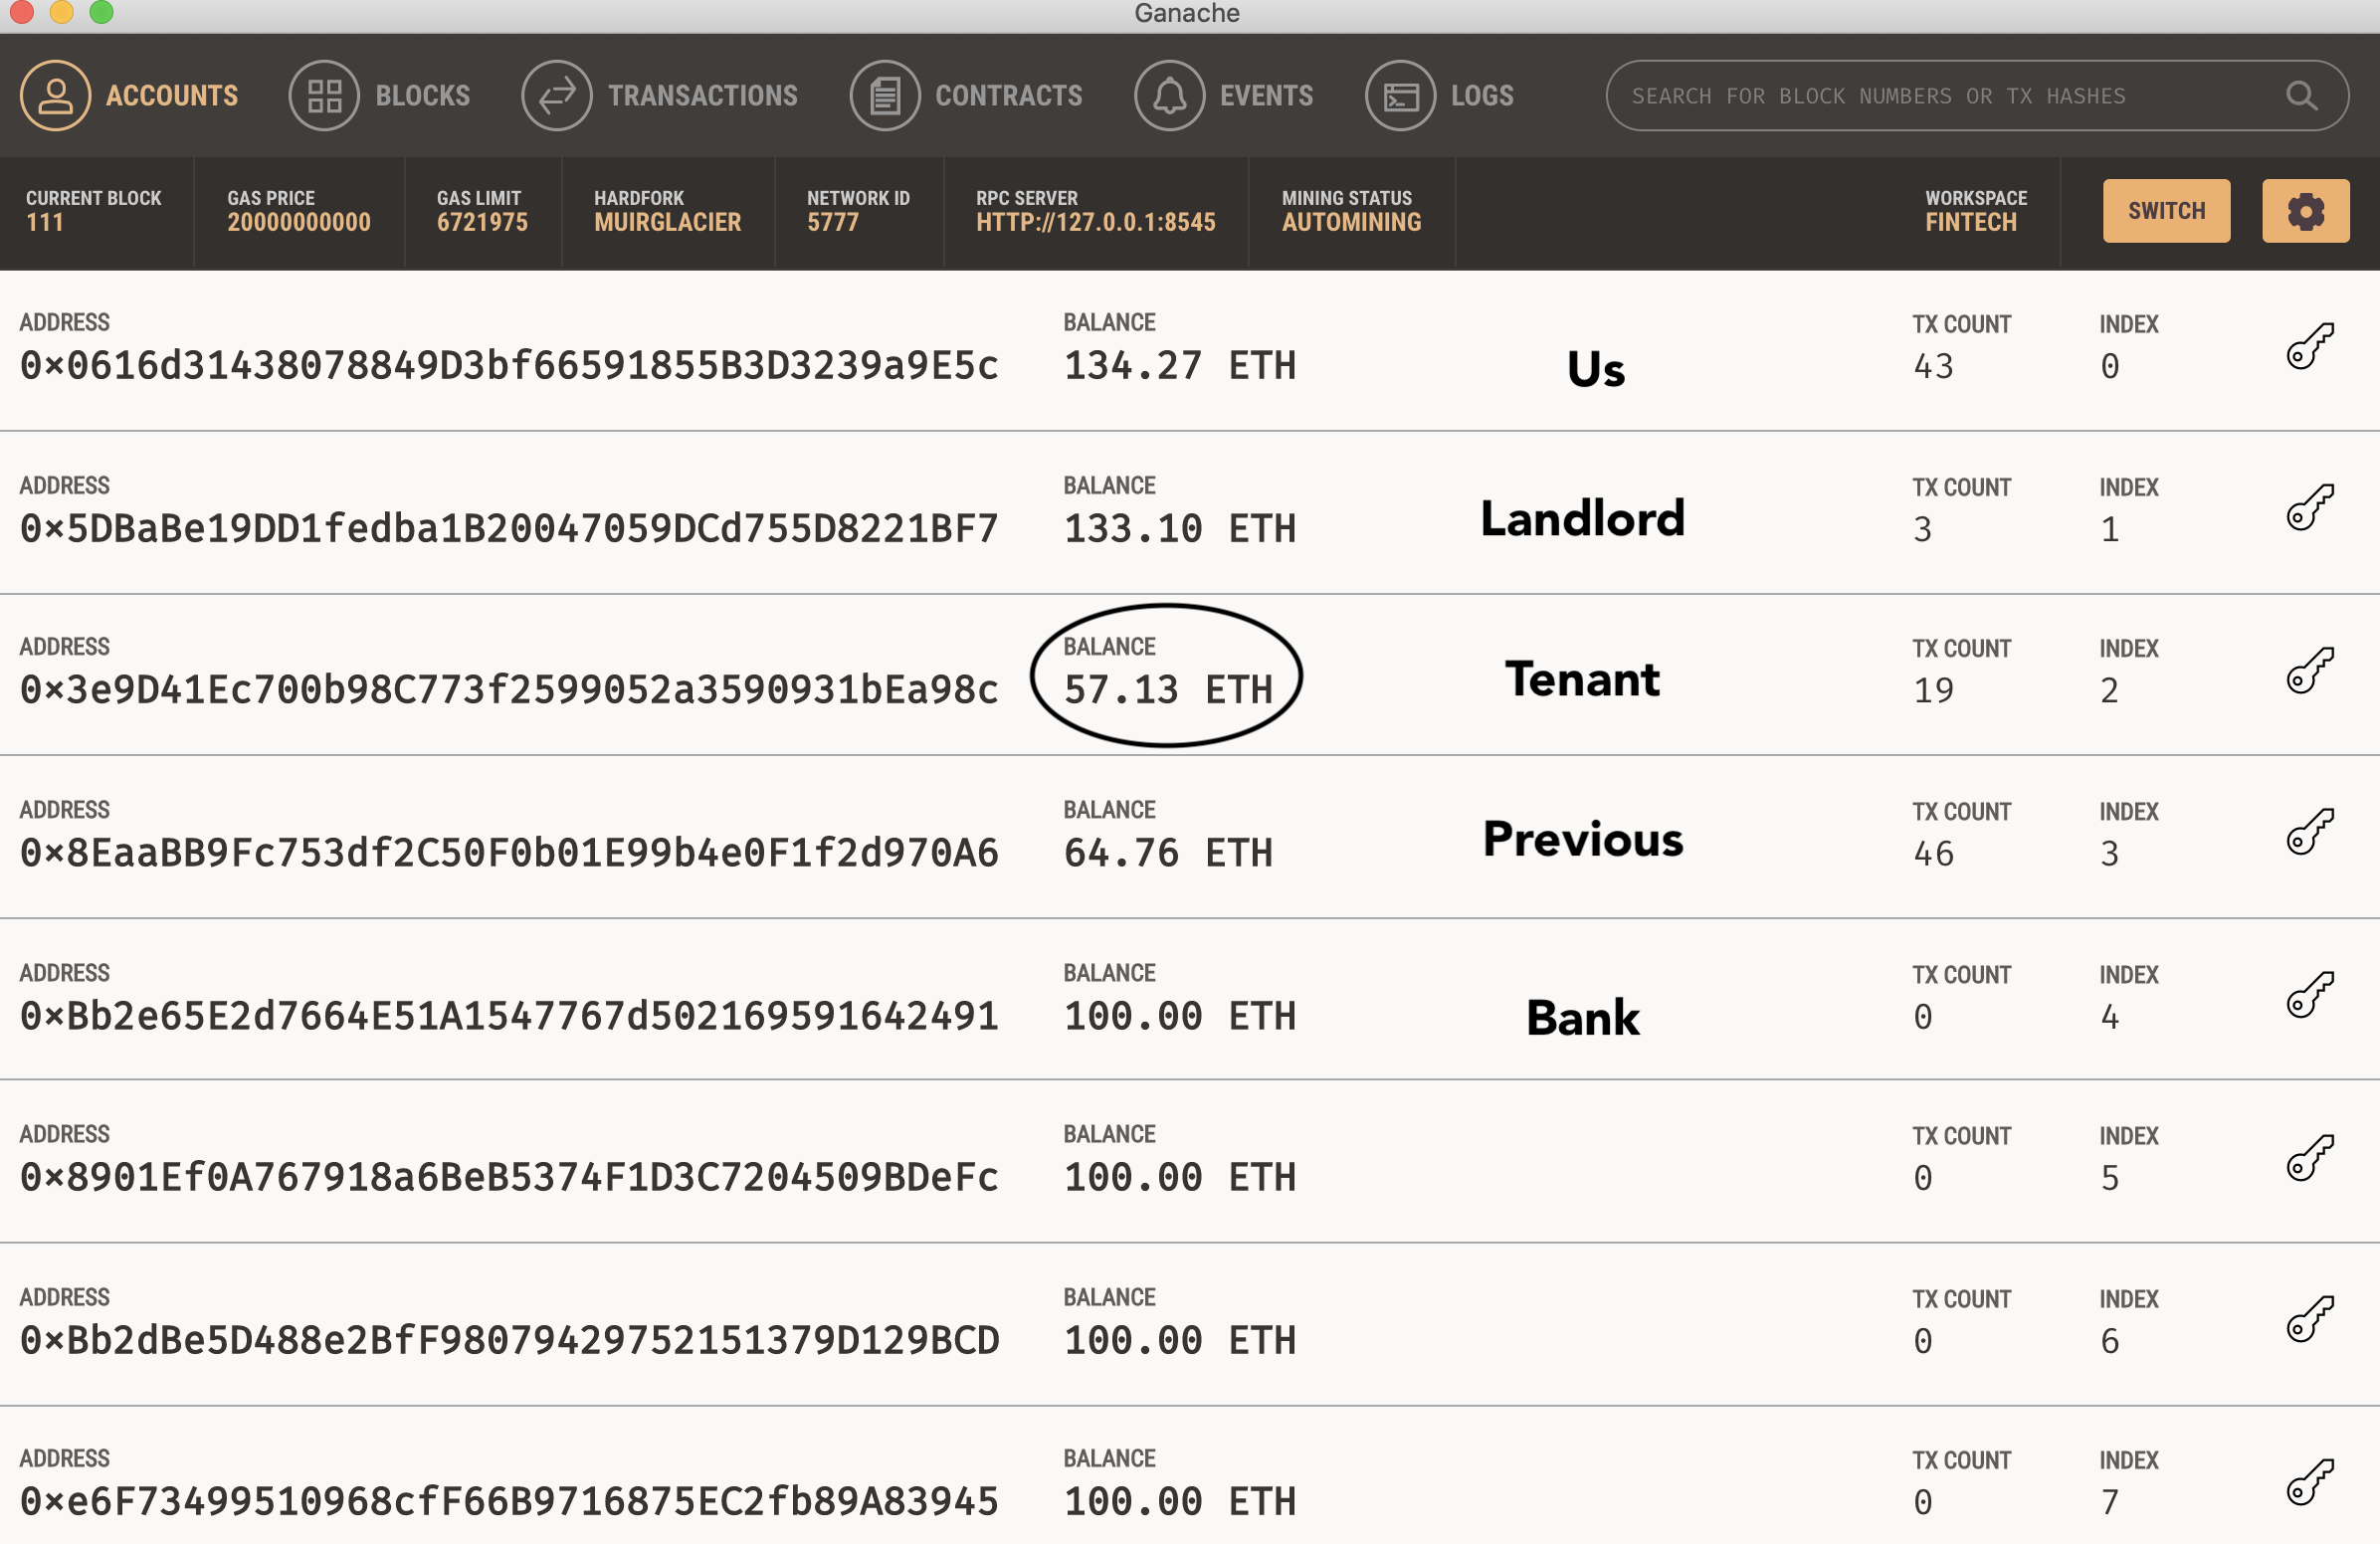 Ganache
ACCOUNTS BLOCKS TRANSACTIONS CONTRACTS EVENTS LOGS SEARCH FOR BLOCK NUMBERS OR TX HASHES
CURRENT BLOCK GAS PRICE GAS LIMIT HARDFORK NETWORK ID RPC SERVER MINING STATUS WORKSPACE
111 20000000000 6721975 MUIRGLACIER 5777 HTTP://127.0.0.1:8545 AUTOMINING FINTECH SWITCH
ADDRESS BALANCE TX COUNT INDEX
0×0616d31438078849D3bf66591855B3D3239a9E5c 134.27 ETH Us 43 0
ADDRESS BALANCE TX COUNT INDEX
0×5DBaBe19DD1fedba1B20047059DCd755D8221BF7 133.10 ETH Landlord 3 1
ADDRESS BALANCE TX COUNT INDEX
0×3e9D41Ec700b98C773f2599052a3590931bEa98c 57.13 ETH Tenant 19 2
ADDRESS BALANCE TX COUNT INDEX
0×8EaaBB9Fc753df2C50F0b01E99b4e0F1f2d970A6 64.76 ETH Previous 46 3
ADDRESS BALANCE TX COUNT INDEX
0×Bb2e65E2d7664E51A1547767d502169591642491 100.00 ETH Bank 0 4
ADDRESS BALANCE TX COUNT INDEX
0×8901Ef0A767918a6BeB5374F1D3C7204509BDeFc 100.00 ETH 0 5
ADDRESS BALANCE TX COUNT INDEX
0×Bb2dBe5D488e2BfF980794297521​51379D129BCD 100.00 ETH 0 6
ADDRESS BALANCE TX COUNT INDEX
0×e6F73499510968cfF66B9716875EC2fb89A83945 100.00 ETH 0 7